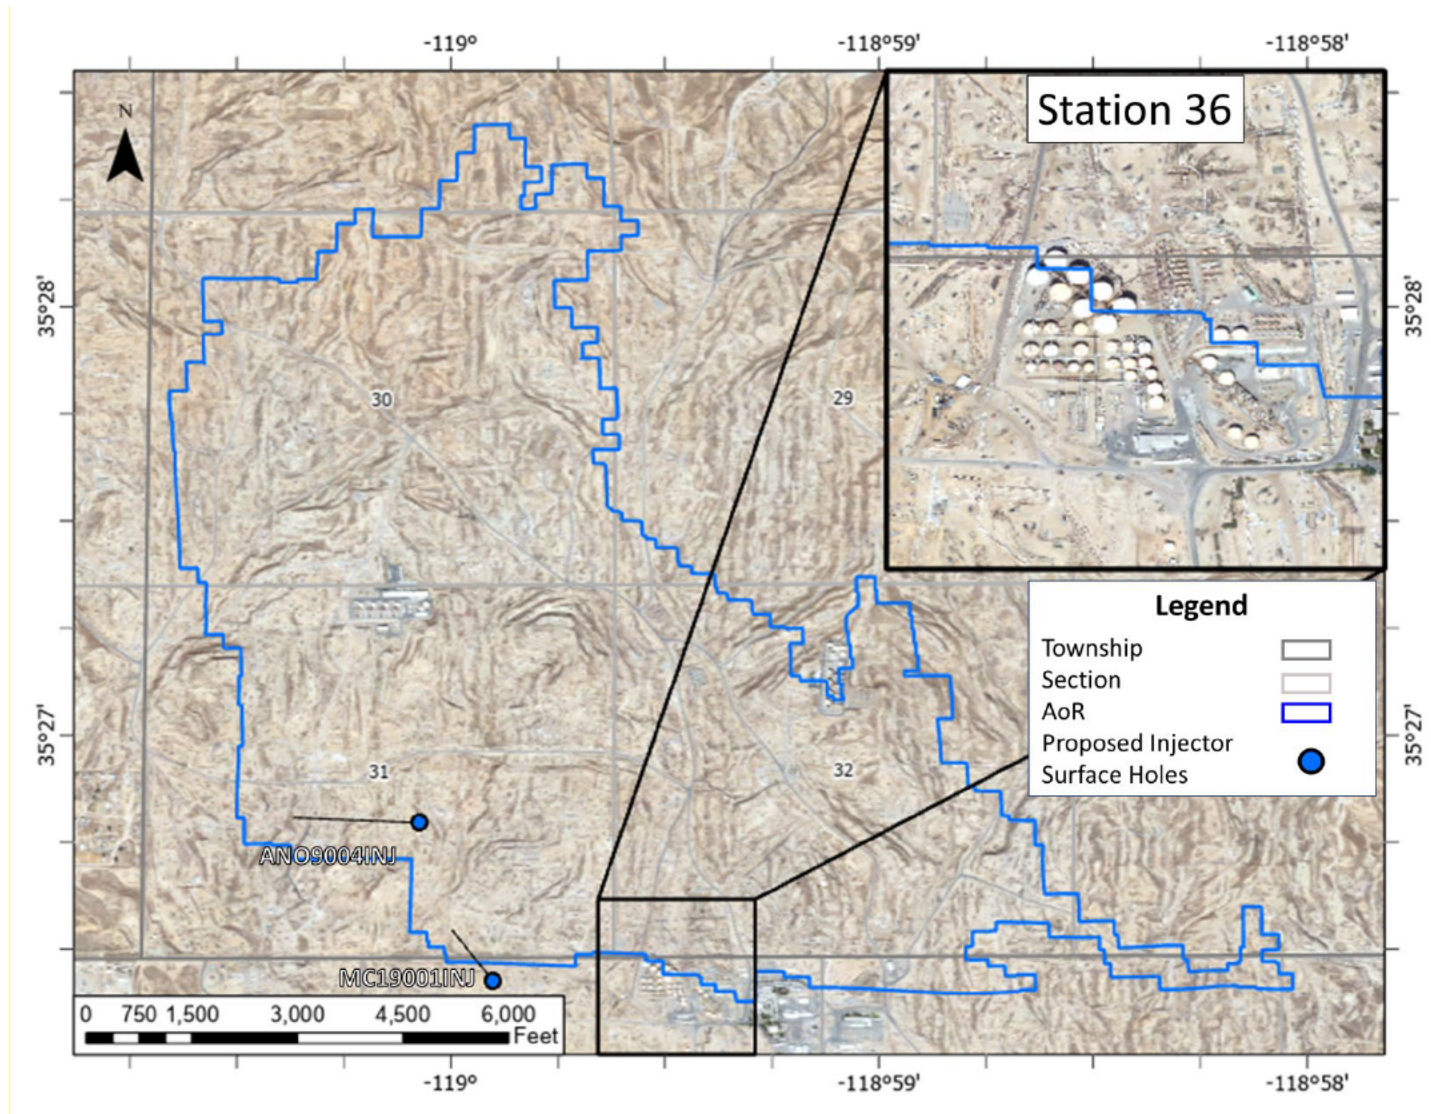 -119°
-118°59'
-118°58'
N
Station 36
35°28'
35°28'
30
29
Legend
Township
Section
AoR
Proposed Injector
Surface Holes
35°27'
35°27'
31
32
ANO9004INJ
MC19001INJ
0 750 1,500 3,000 4,500 6,000
Feet
-119°
-118°59'
-118°58'